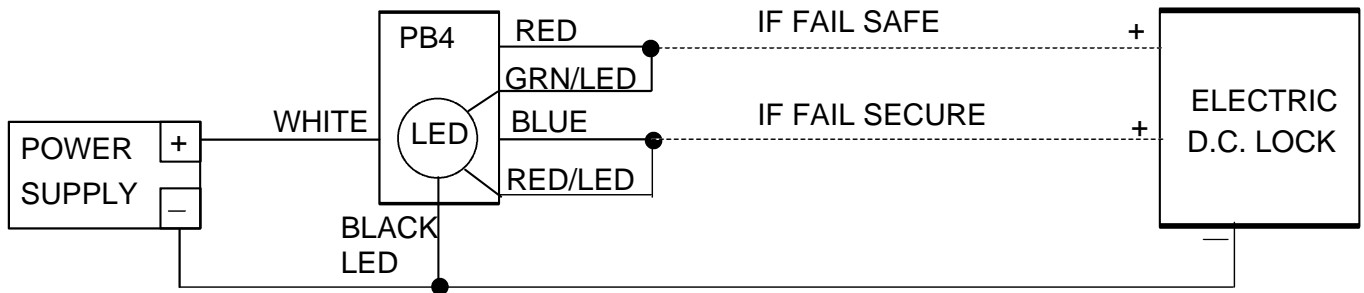 PB4
RED
IF FAIL SAFE
+
GRN/LED
WHITE
LED
BLUE
IF FAIL SECURE
+
ELECTRIC
D.C. LOCK
POWER
SUPPLY
+
–
RED/LED
BLACK
LED
–